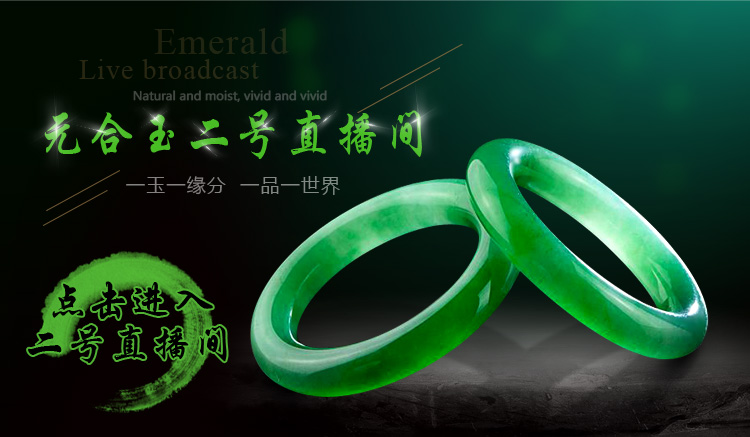 Emerald
Live broadcast
Natural and moist, vivid and vivid
无合玉二号直播间
一玉一缘分 一品一世界
点击进入
二号直播间